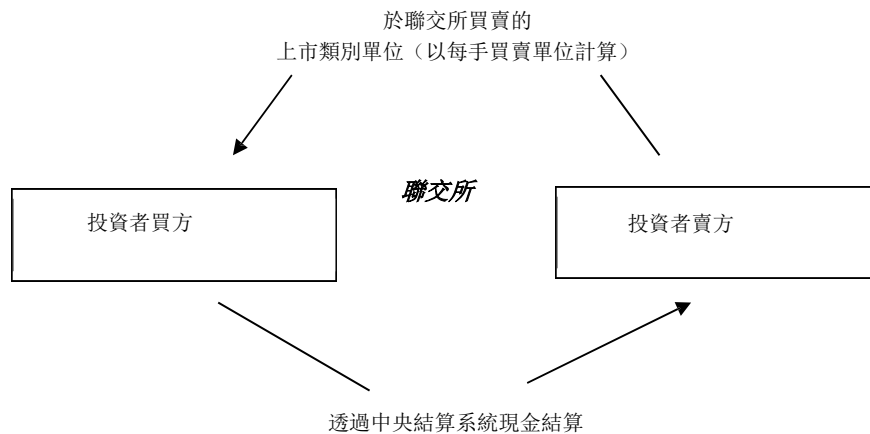 於聯交所買賣的
上市類別單位（以每手買賣單位計算）
聯交所
投資者買方
投資者賣方
透過中央結算系統現金結算